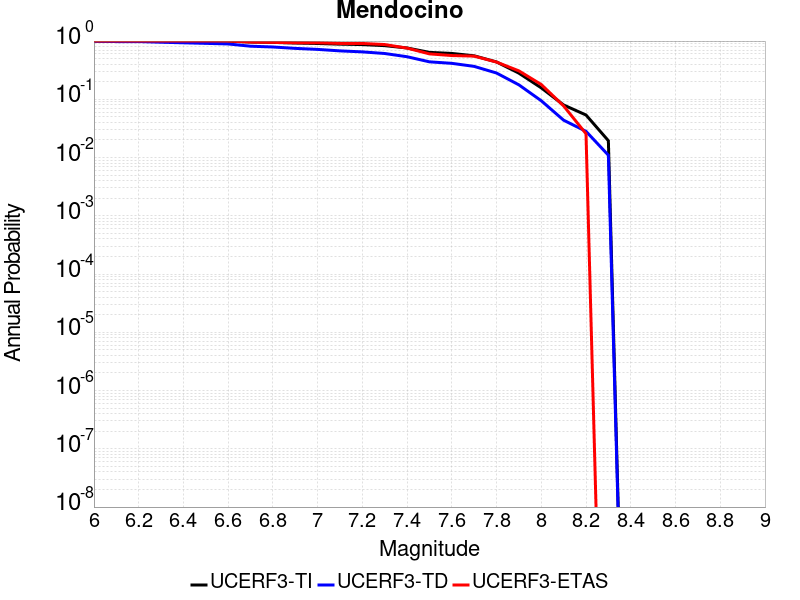 Mendocino
10^0
10^-1
10^-2
10^-3
10^-4
10^-5
10^-6
10^-7
10^-8
Annual Probability
6 6.2 6.4 6.6 6.8 7 7.2 7.4 7.6 7.8 8 8.2 8.4 8.6 8.8 9
Magnitude
UCERF3-TI UCERF3-TD UCERF3-ETAS